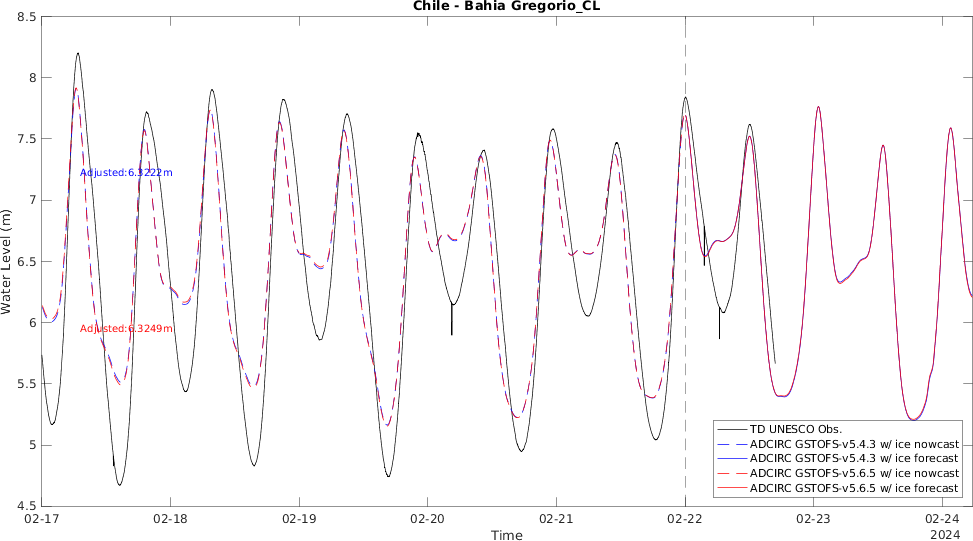 Chile - Bahia Gregorio_CL
8.5
8
7.5
7
6.5
6
5.5
5
4.5
Water Level (m)
Adjusted:6.3222m
Adjusted:6.3249m
TD UNESCO Obs.
ADCIRC GSTOFS-v5.4.3 w/ ice nowcast
ADCIRC GSTOFS-v5.4.3 w/ ice forecast
ADCIRC GSTOFS-v5.6.5 w/ ice nowcast
ADCIRC GSTOFS-v5.6.5 w/ ice forecast
02-17 02-18 02-19 02-20 02-21 02-22 02-23 02-24
Time
2024